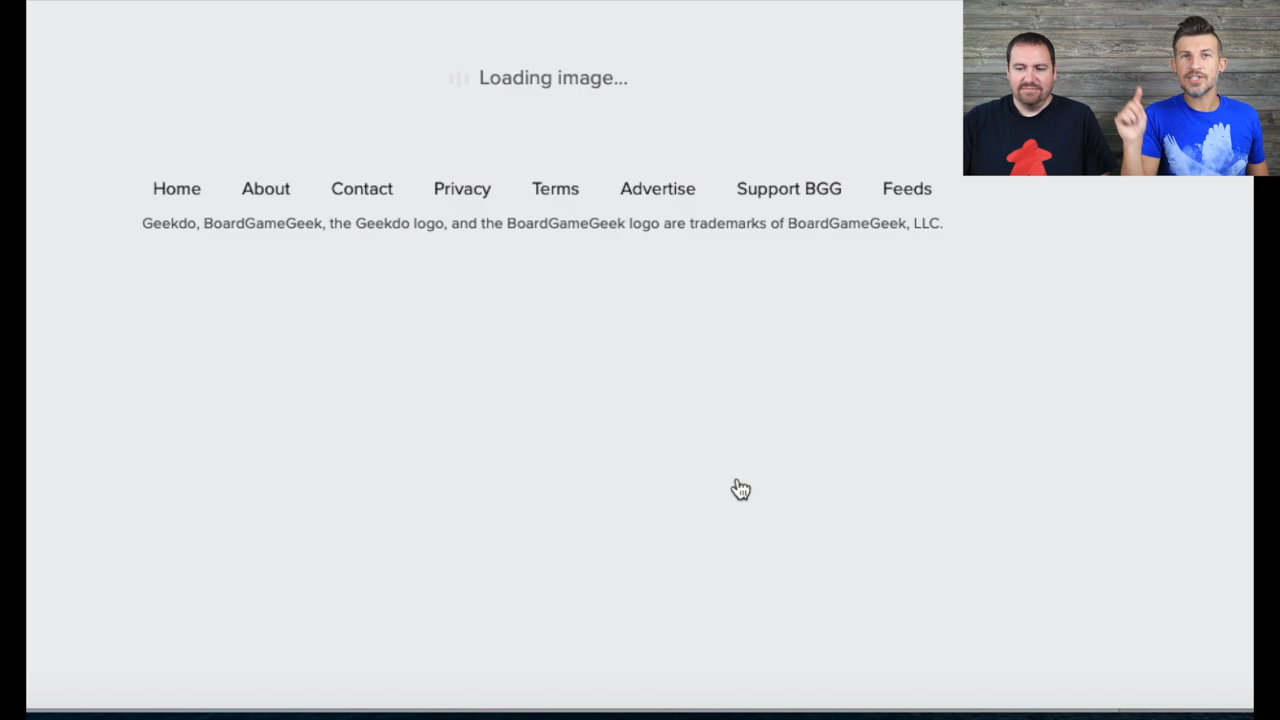 Loading image...
Home About Contact Privacy Terms Advertise Support BGG Feeds
Geekdo, BoardGameGeek, the Geekdo logo, and the BoardGameGeek logo are trademarks of BoardGameGeek, LLC.